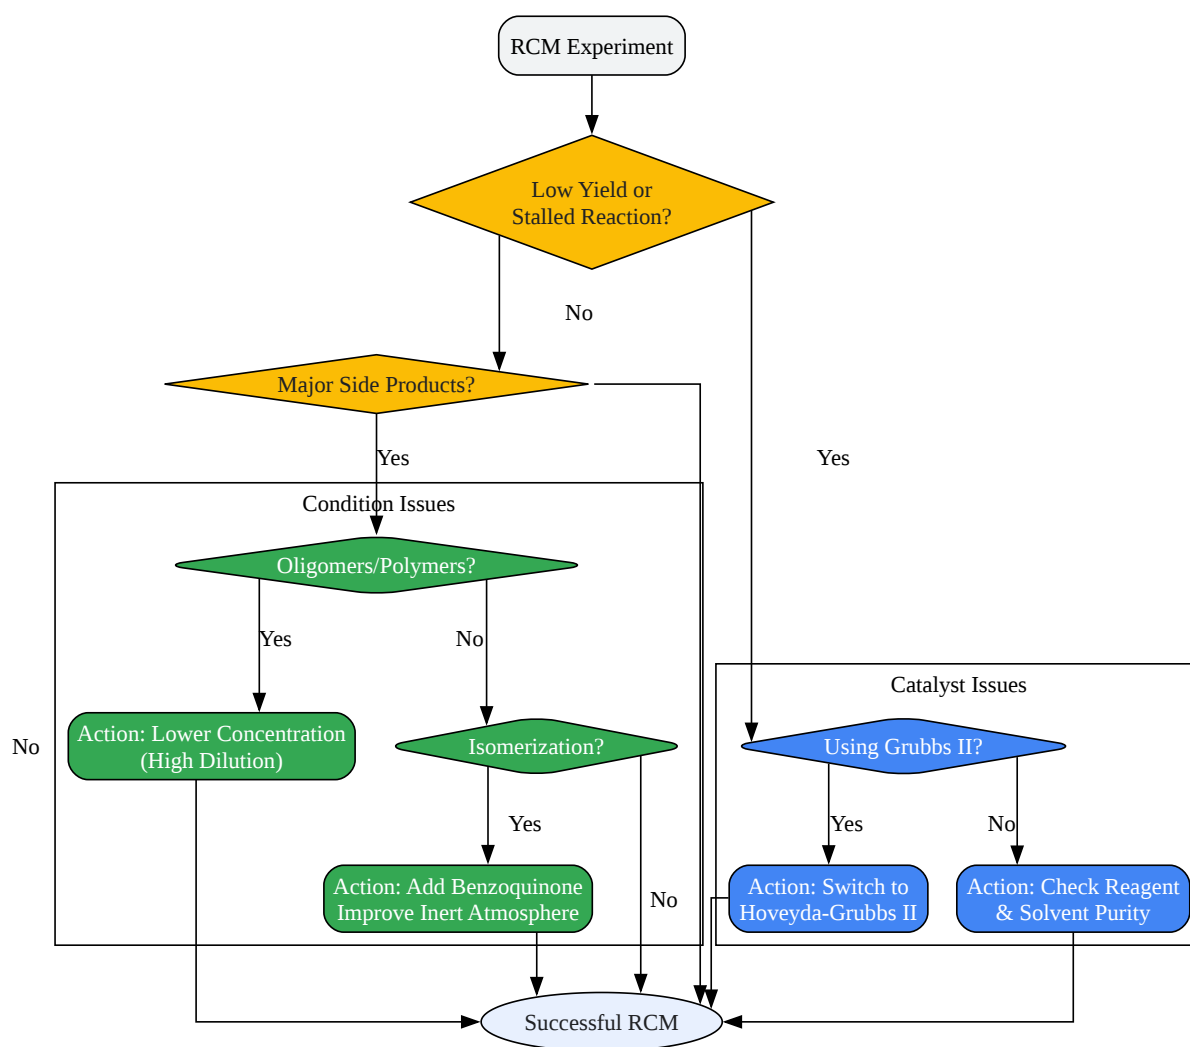 RCM Experiment
Low Yield or
Stalled Reaction?
No
Major Side Products?
Yes
Yes
Condition Issues
Oligomers/Polymers?
Yes
No
Catalyst Issues
Action: Lower Concentration
(High Dilution)
No
Isomerization?
Using Grubbs II?
Yes
Yes
No
Action: Add Benzoquinone
Improve Inert Atmosphere
No
Action: Switch to
Hoveyda-Grubbs II
Action: Check Reagent
& Solvent Purity
Successful RCM